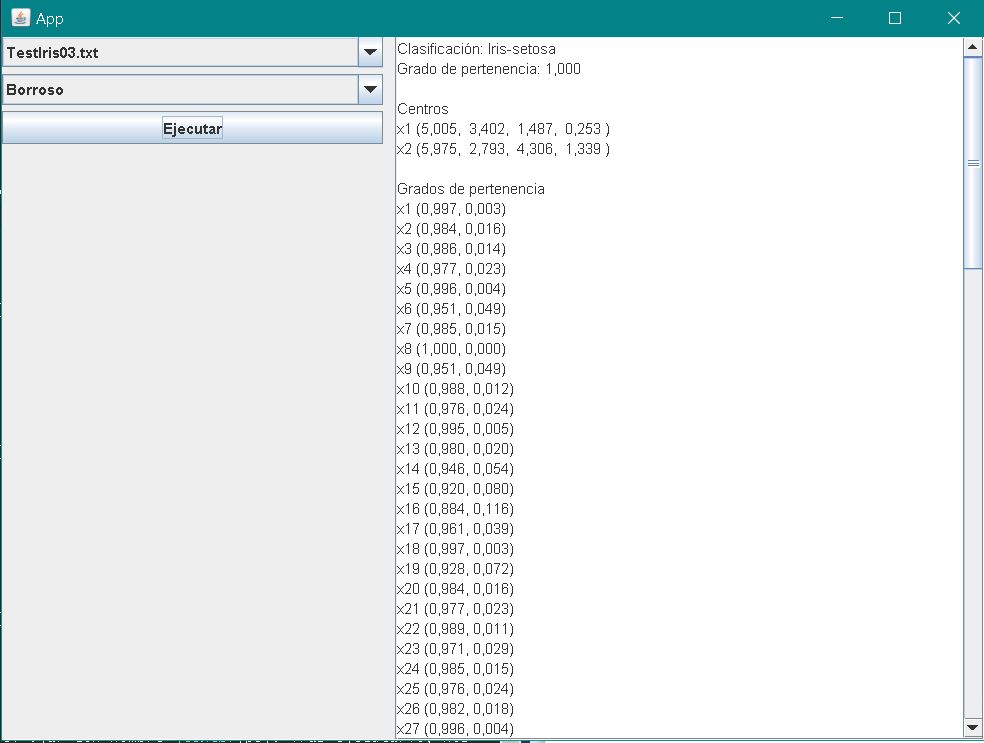 App
TestIris03.txt
Borroso
Ejecutar
Clasificación: Iris-setosa
Grado de pertenencia: 1,000
Centros
x1 (5,005, 3,402, 1,487, 0,253 )
x2 (5,975, 2,793, 4,306, 1,339 )
Grados de pertenencia
x1 (0,997, 0,003)
x2 (0,984, 0,016)
x3 (0,986, 0,014)
x4 (0,977, 0,023)
x5 (0,996, 0,004)
x6 (0,951, 0,049)
x7 (0,985, 0,015)
x8 (1,000, 0,000)
x9 (0,951, 0,049)
x10 (0,988, 0,012)
x11 (0,976, 0,024)
x12 (0,995, 0,005)
x13 (0,980, 0,020)
x14 (0,946, 0,054)
x15 (0,920, 0,080)
x16 (0,884, 0,116)
x17 (0,961, 0,039)
x18 (0,997, 0,003)
x19 (0,928, 0,072)
x20 (0,984, 0,016)
x21 (0,977, 0,023)
x22 (0,989, 0,011)
x23 (0,971, 0,029)
x24 (0,985, 0,015)
x25 (0,976, 0,024)
x26 (0,982, 0,018)
x27 (0,996, 0,004)